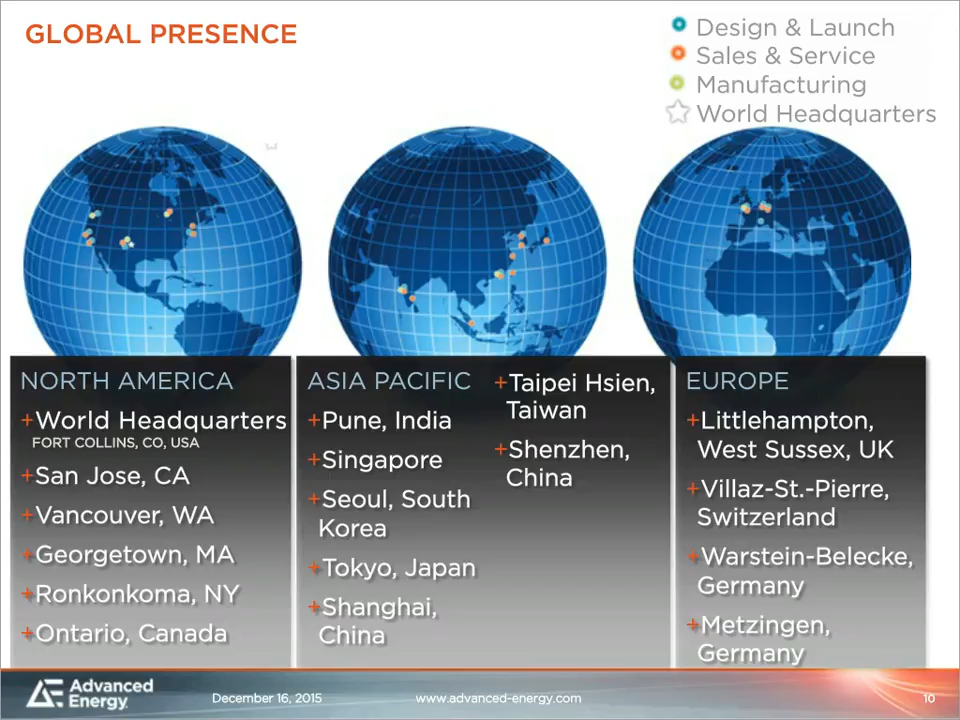 GLOBAL PRESENCE
Design & Launch
Sales & Service
Manufacturing
World Headquarters
NORTH AMERICA
+World Headquarters
FORT COLLINS, CO, USA
+San Jose, CA
+Vancouver, WA
+Georgetown, MA
+Ronkonkoma, NY
+Ontario, Canada
ASIA PACIFIC
+Pune, India
+Singapore
+Seoul, South
Korea
+Tokyo, Japan
+Shanghai,
China
+Taipei Hsien,
Taiwan
+Shenzhen,
China
EUROPE
+Littlehampton,
West Sussex, UK
+Villaz-St.-Pierre,
Switzerland
+Warstein-Belecke,
Germany
+Metzingen,
Germany
Advanced
Energy
December 16, 2015
www.advanced-energy.com
10